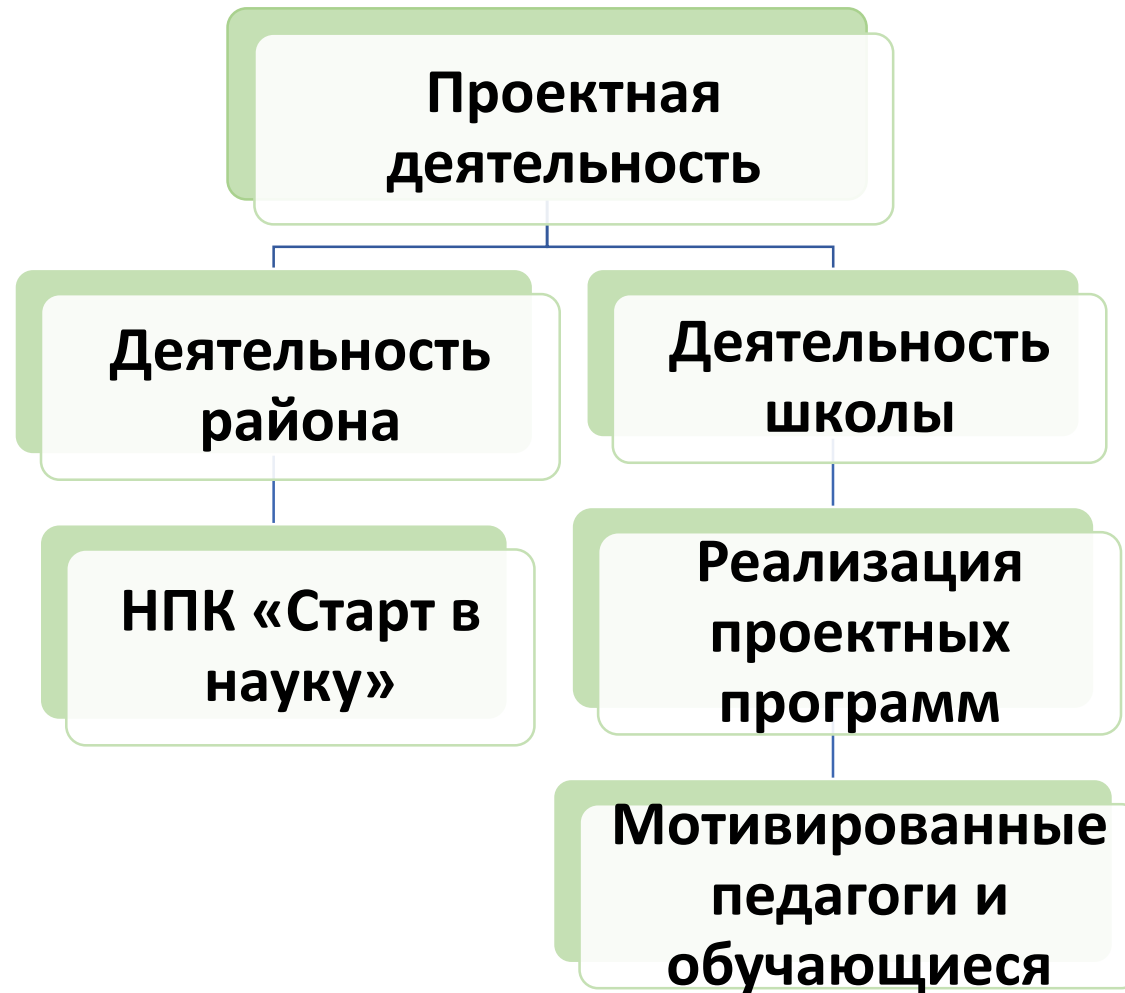 Проектная
деятельность
Деятельность
района
Деятельность
школы
НПК «Старт в
науку»
Реализация
проектных
программ
Мотивированные
педагоги и
обучающиеся